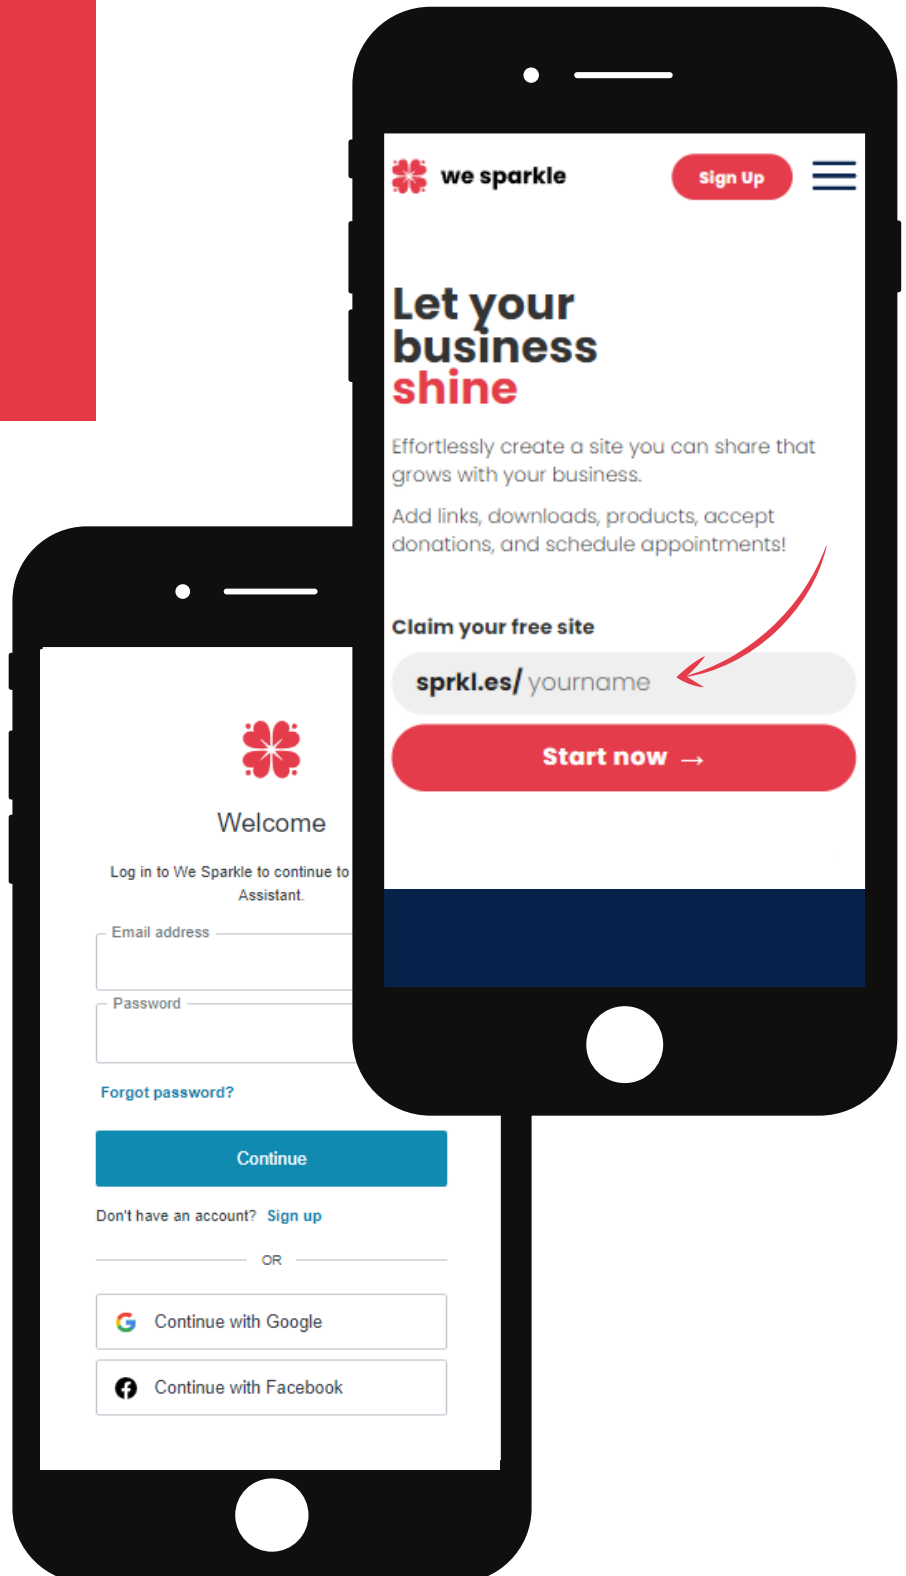 we sparkle
Sign Up
Let your
business
shine
Effortlessly create a site you can share that
grows with your business.
Add links, downloads, products, accept
donations, and schedule appointments!
Claim your free site
sprkl.es/ yourname
Start now →
Welcome
Log in to We Sparkle to continue to
Assistant.
Email address
Password
Forgot password?
Continue
Don't have an account? Sign up
OR
Continue with Google
Continue with Facebook